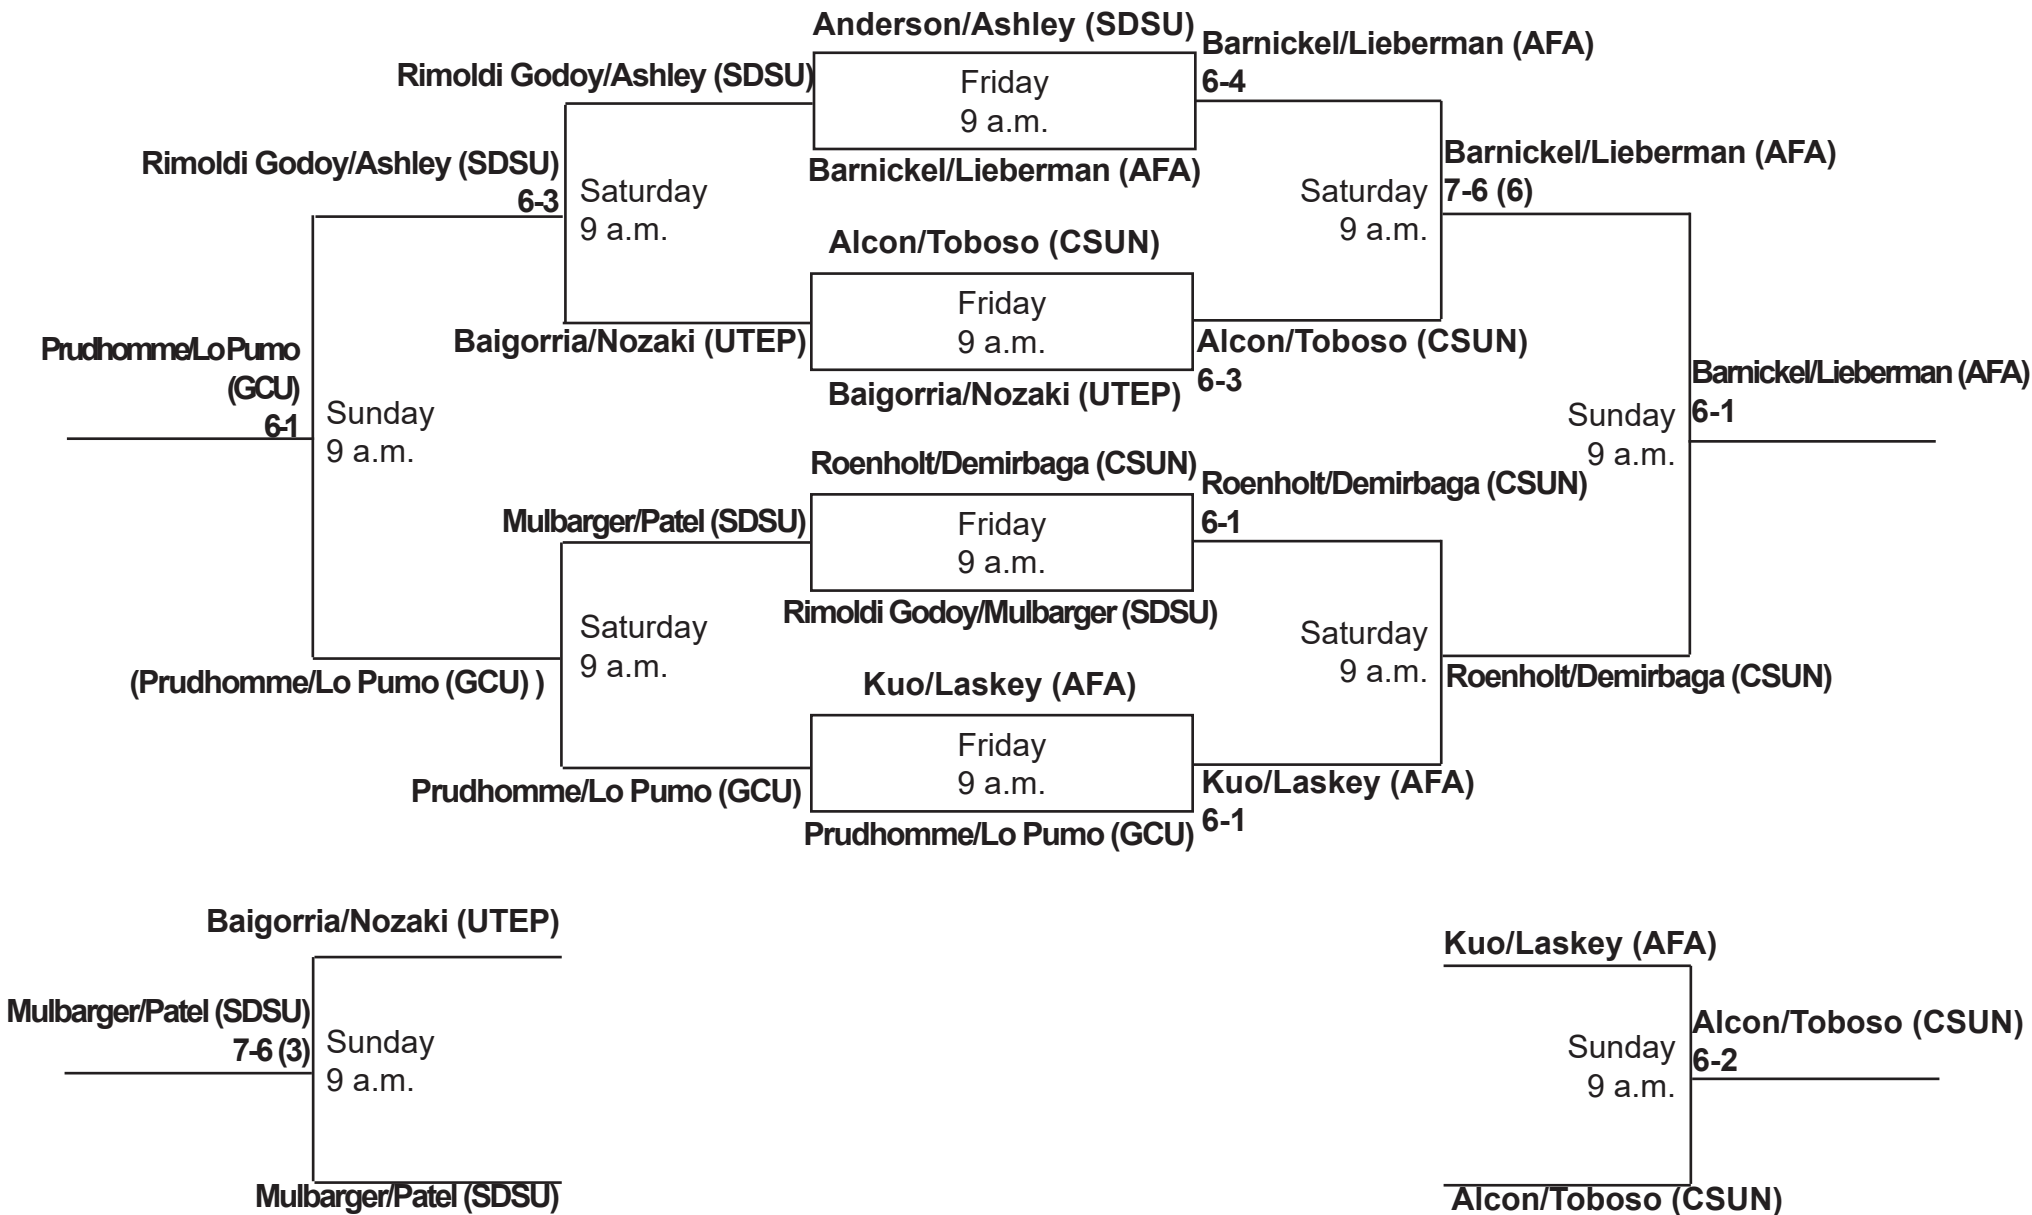 Anderson/Ashley (SDSU)
Barnickel/Lieberman (AFA)
6-4
Rimoldi Godoy/Ashley (SDSU)
Friday
9 a.m.
Barnickel/Lieberman (AFA)
Rimoldi Godoy/Ashley (SDSU)
6-3
Saturday
9 a.m.
Saturday
9 a.m.
Barnickel/Lieberman (AFA)
7-6 (6)
Alcon/Toboso (CSUN)
Friday
9 a.m.
Baigorria/Nozaki (UTEP)
Baigorria/Nozaki (UTEP)
Alcon/Toboso (CSUN)
6-3
Prudhomme/Lo Pumo
(GCU)
6-1
Sunday
9 a.m.
Sunday
9 a.m.
Barnickel/Lieberman (AFA)
6-1
Roenholt/Demirbaga (CSUN)
Roenholt/Demirbaga (CSUN)
6-1
Mulbarger/Patel (SDSU)
Friday
9 a.m.
Rimoldi Godoy/Mulbarger (SDSU)
Saturday
9 a.m.
Saturday
9 a.m.
(Prudhomme/Lo Pumo (GCU) )
Roenholt/Demirbaga (CSUN)
Kuo/Laskey (AFA)
Friday
9 a.m.
Prudhomme/Lo Pumo (GCU)
Prudhomme/Lo Pumo (GCU)
Kuo/Laskey (AFA)
6-1
Baigorria/Nozaki (UTEP)
Mulbarger/Patel (SDSU)
7-6 (3)
Sunday
9 a.m.
Mulbarger/Patel (SDSU)
Kuo/Laskey (AFA)
Sunday
9 a.m.
Alcon/Toboso (CSUN)
6-2
Alcon/Toboso (CSUN)